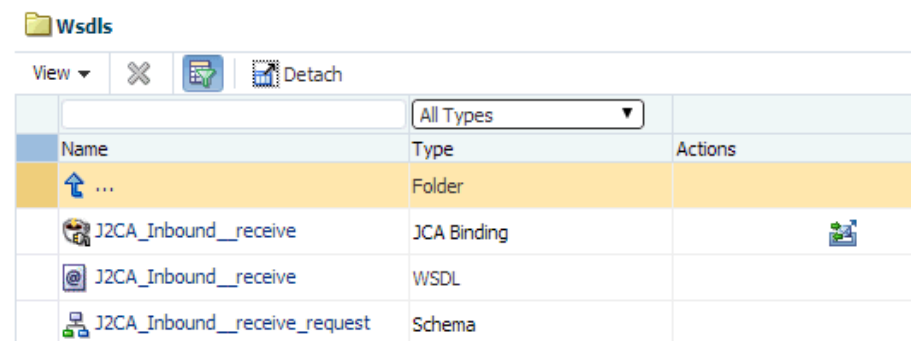 Wsdls
View Detach
All Types
Name Type Actions
... Folder
J2CA_Inbound__receive JCA Binding
J2CA_Inbound__receive WSDL
J2CA_Inbound__receive_request Schema